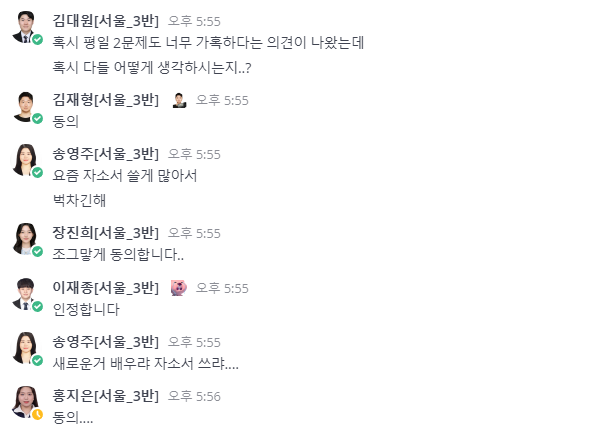 김대원[서울_3반] 오후 5:55
혹시 평일 2문제도 너무 가혹하다는 의견이 나왔는데
혹시 다들 어떻게 생각하시는지..?
김재형[서울_3반] 오후 5:55
동의
송영주[서울_3반] 오후 5:55
요즘 자소서 쓸게 많아서
벅차긴해
장진희[서울_3반] 오후 5:55
조그맣게 동의합니다..
이재종[서울_3반] 오후 5:55
인정합니다
송영주[서울_3반] 오후 5:55
새로운거 배우랴 자소서 쓰랴....
홍지은[서울_3반] 오후 5:56
동의....